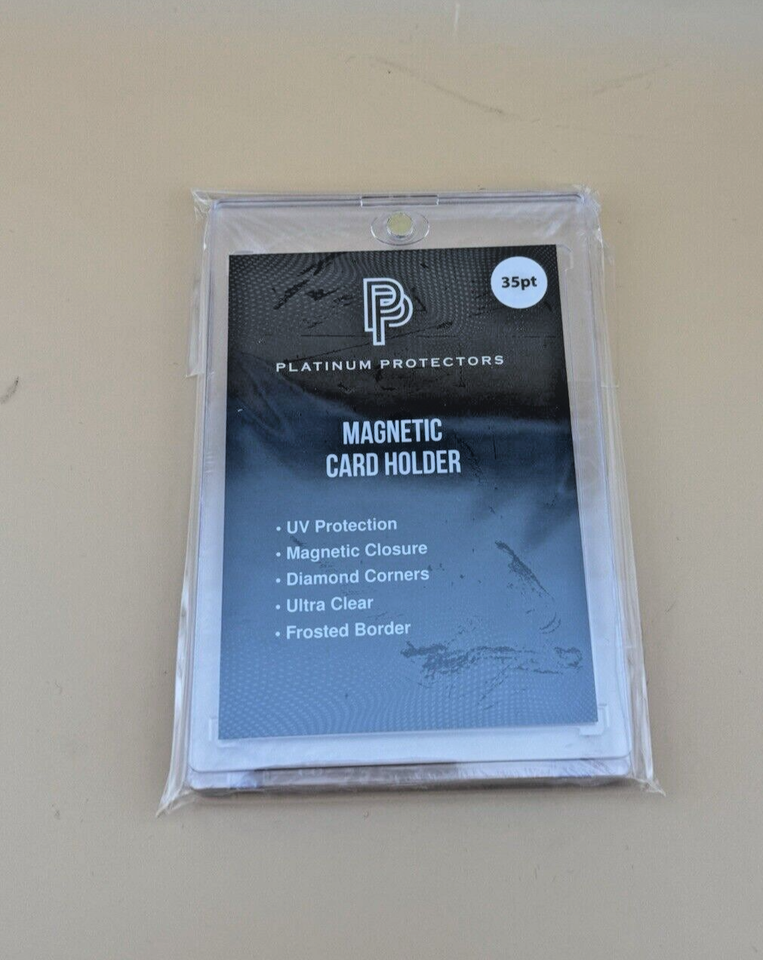 35pt
PP
PLATINUM PROTECTORS
MAGNETIC
CARD HOLDER
• UV Protection
• Magnetic Closure
• Diamond Corners
• Ultra Clear
• Frosted Border